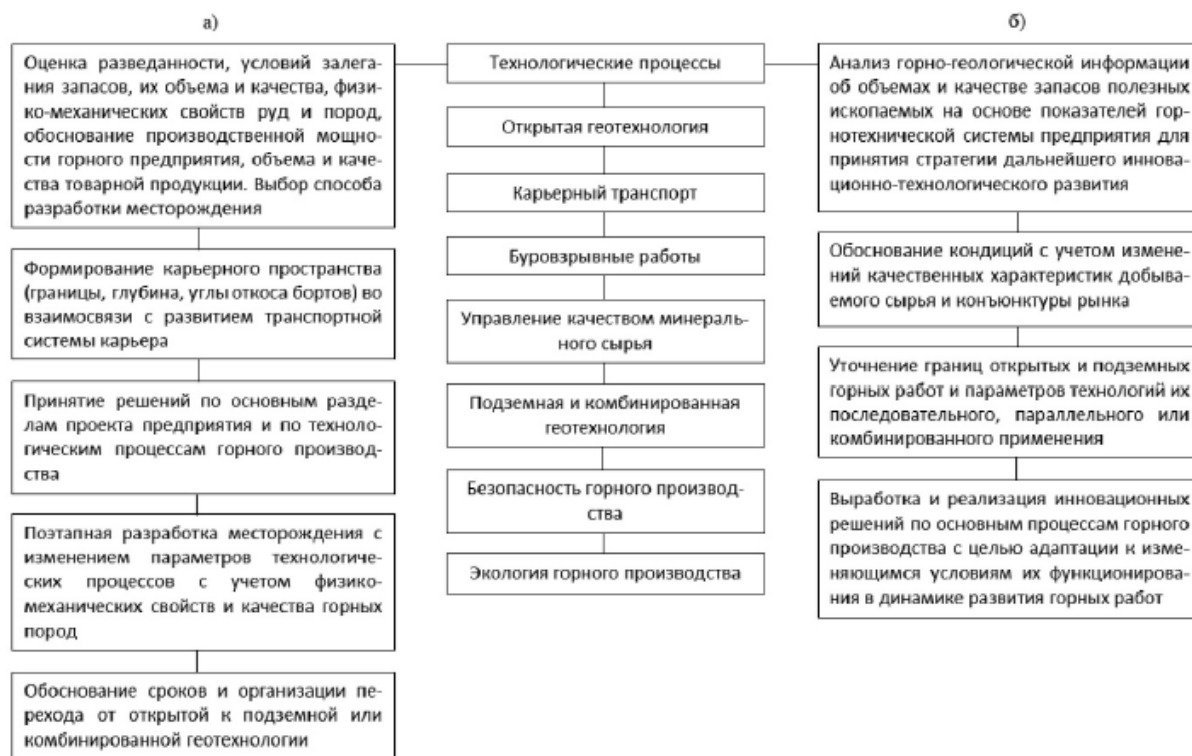 а)
Оценка разведанности, условий залега-
ния запасов, их объема и качества, физи-
ко-механических свойств руд и пород,
обоснование производственной мощно-
сти горного предприятия, объема и каче-
ства товарной продукции. Выбор способа
разработки месторождения
Формирование карьерного пространства
(границы, глубина, углы откоса бортов) во
взаимосвязи с развитием транспортной
системы карьера
Принятие решений по основным разде-
лам проекта предприятия и по техноло-
гическим процессам горного производ-
ства
Поэтапная разработка месторождения с
изменением параметров технологиче-
ских процессов с учетом физико-
механических свойств и качества горных
пород
Обоснование сроков и организации пе-
рехода от открытой к подземной или
комбинированной геотехнологии
Технологические процессы
Открытая геотехнология
Карьерный транспорт
Буровзрывные работы
Управление качеством минераль-
ного сырья
Подземная и комбинированная
геотехнология
Безопасность горного производ-
ства
Экология горного производства
б)
Анализ горно-геологической информации
об объемах и качестве запасов полезных
ископаемых на основе показателей гор-
нотехнической системы предприятия для
принятия стратегии дальнейшего иннова-
ционно-технологического развития
Обоснование кондиций с учетом измене-
ний качественных характеристик добыва-
емого сырья и конъюнктуры рынка
Уточнение границ открытых и подземных
горных работ и параметров технологий их
последовательного, параллельного или
комбинированного применения
Выработка и реализация инновационных
решений по основным процессам горного
производства с целью адаптации к изме-
няющимся условиям их функционирова-
ния в динамике развития горных работ